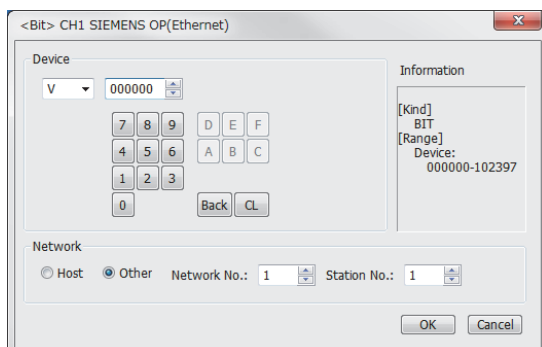 <Bit> CH1 SIEMENS OP(Ethernet)
X
Device
V 000000
7 8 9 D E F
4 5 6 A B C
1 2 3
0 Back CL
Information
[Kind]
BIT
[Range]
Device:
000000-102397
Network
Host Other Network No.: 1 Station No.: 1
OK Cancel